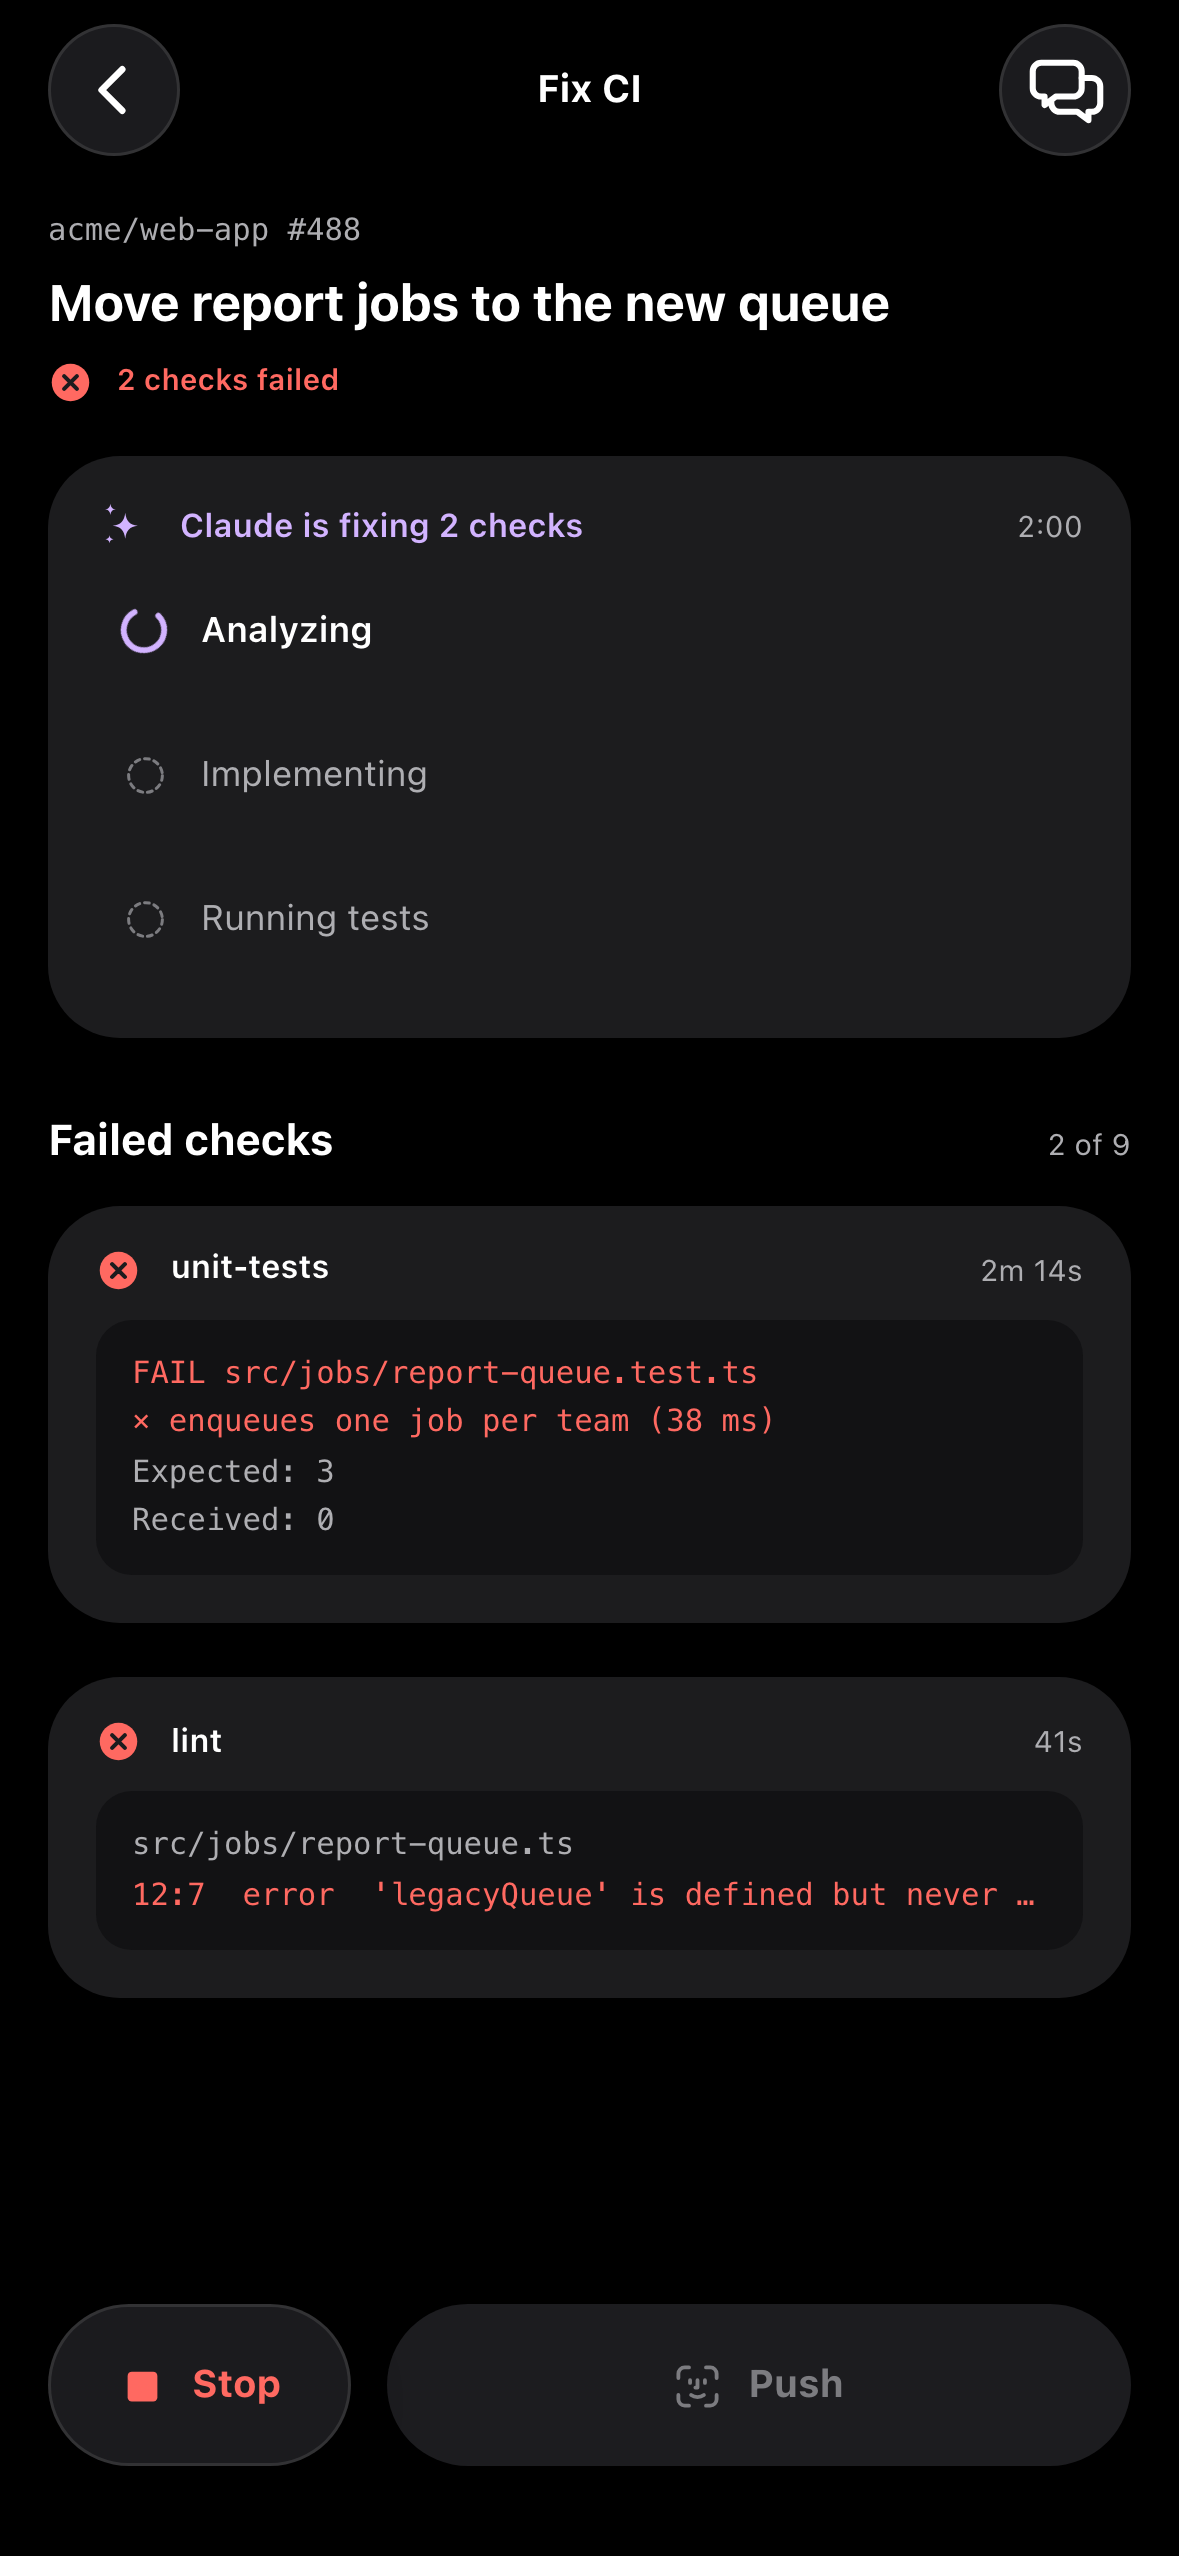 Fix CI
acme/web-app #488
Move report jobs to the new queue
2 checks failed
Claude is fixing 2 checks
2:00
Analyzing
Implementing
Running tests
Failed checks
2 of 9
unit-tests
2m 14s
FAIL src/jobs/report-queue.test.ts
× enqueues one job per team (38 ms)
Expected: 3
Received: 0
lint
41s
src/jobs/report-queue.ts
12:7  error  'legacyQueue' is defined but never …
Stop
Push